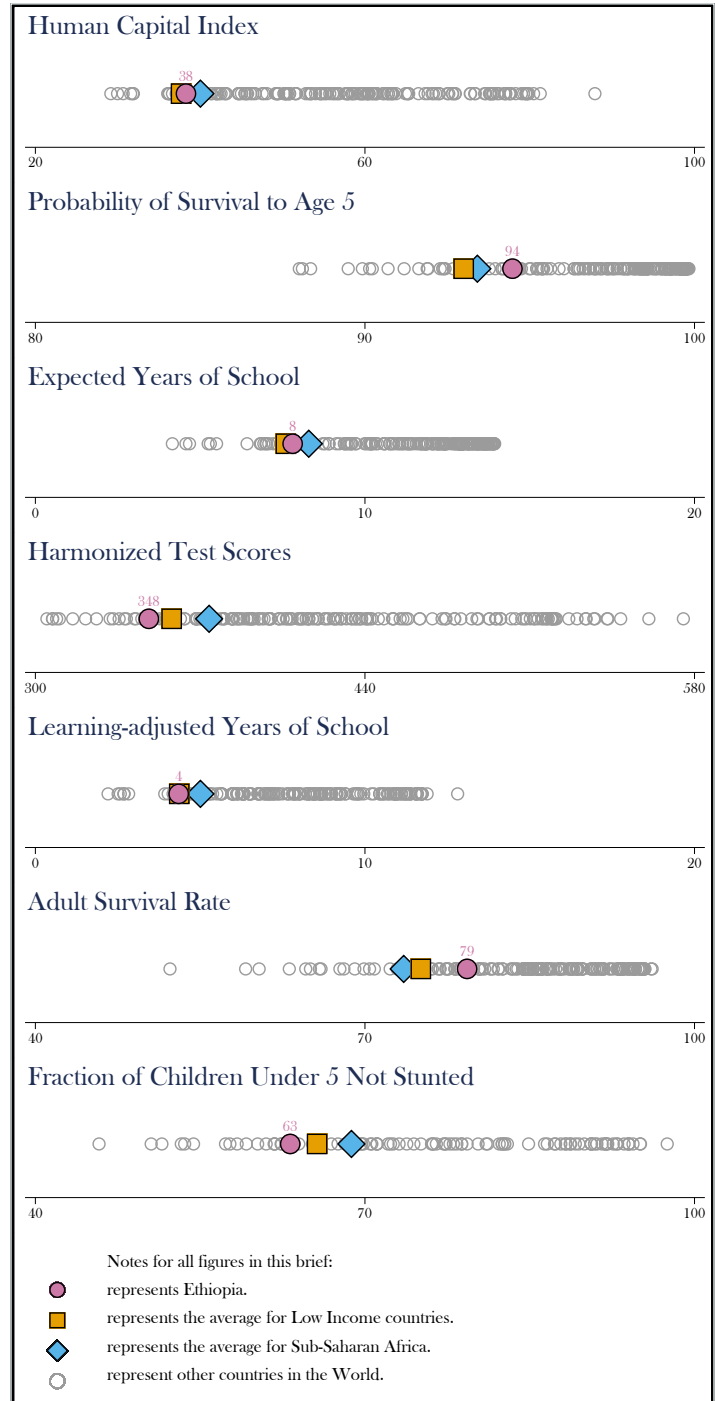 Human Capital Index
38
20 60 100
Probability of Survival to Age 5
94
80 90 100
Expected Years of School
8
0 10 20
Harmonized Test Scores
348
300 440 580
Learning-adjusted Years of School
4
0 10 20
Adult Survival Rate
79
40 70 100
Fraction of Children Under 5 Not Stunted
63
40 70 100
Notes for all figures in this brief:
represents Ethiopia.
represents the average for Low Income countries.
represents the average for Sub-Saharan Africa.
represent other countries in the World.